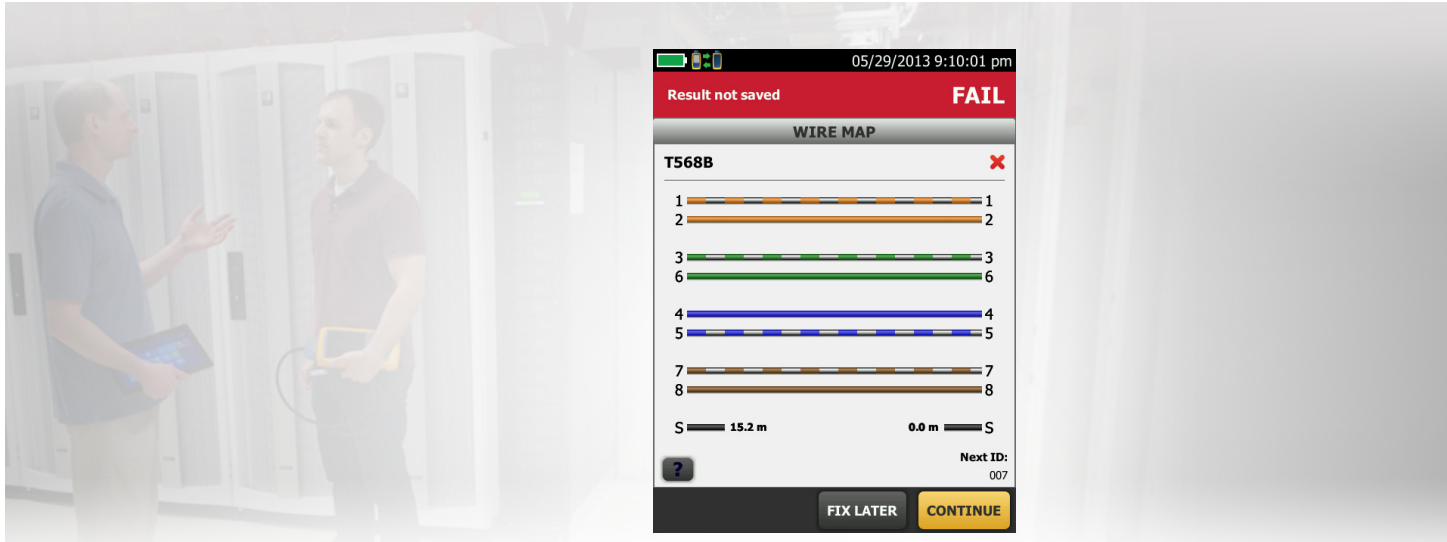 05/29/2013 9:10:01 pm
Result not saved FAIL
WIRE MAP
T568B
1 1
2 2
3 3
6 6
4 4
5 5
7 7
8 8
S 15.2 m 0.0 m S
? Next ID:
007
FIX LATER CONTINUE